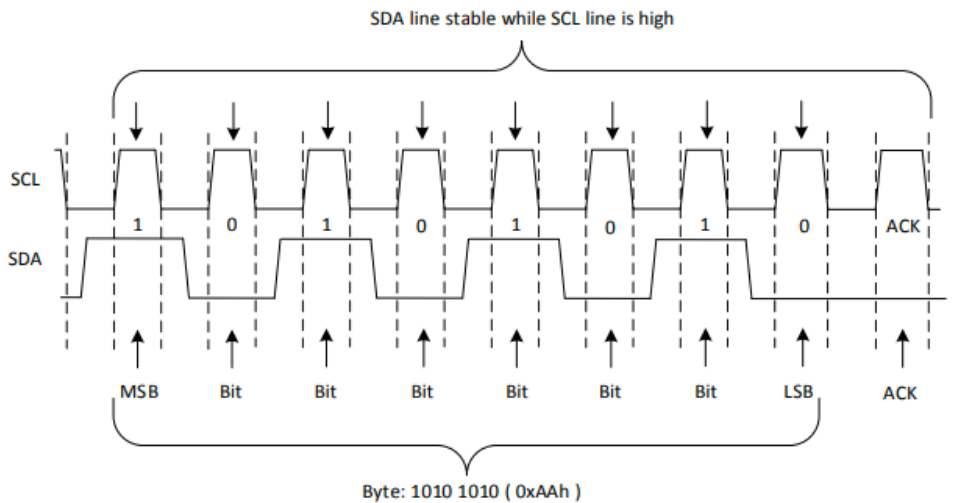 SDA line stable while SCL line is high
SCL
1 0 1 0 1 0 1 0 ACK
SDA
MSB Bit Bit Bit Bit Bit Bit LSB ACK
Byte: 1010 1010 ( 0xAAh )